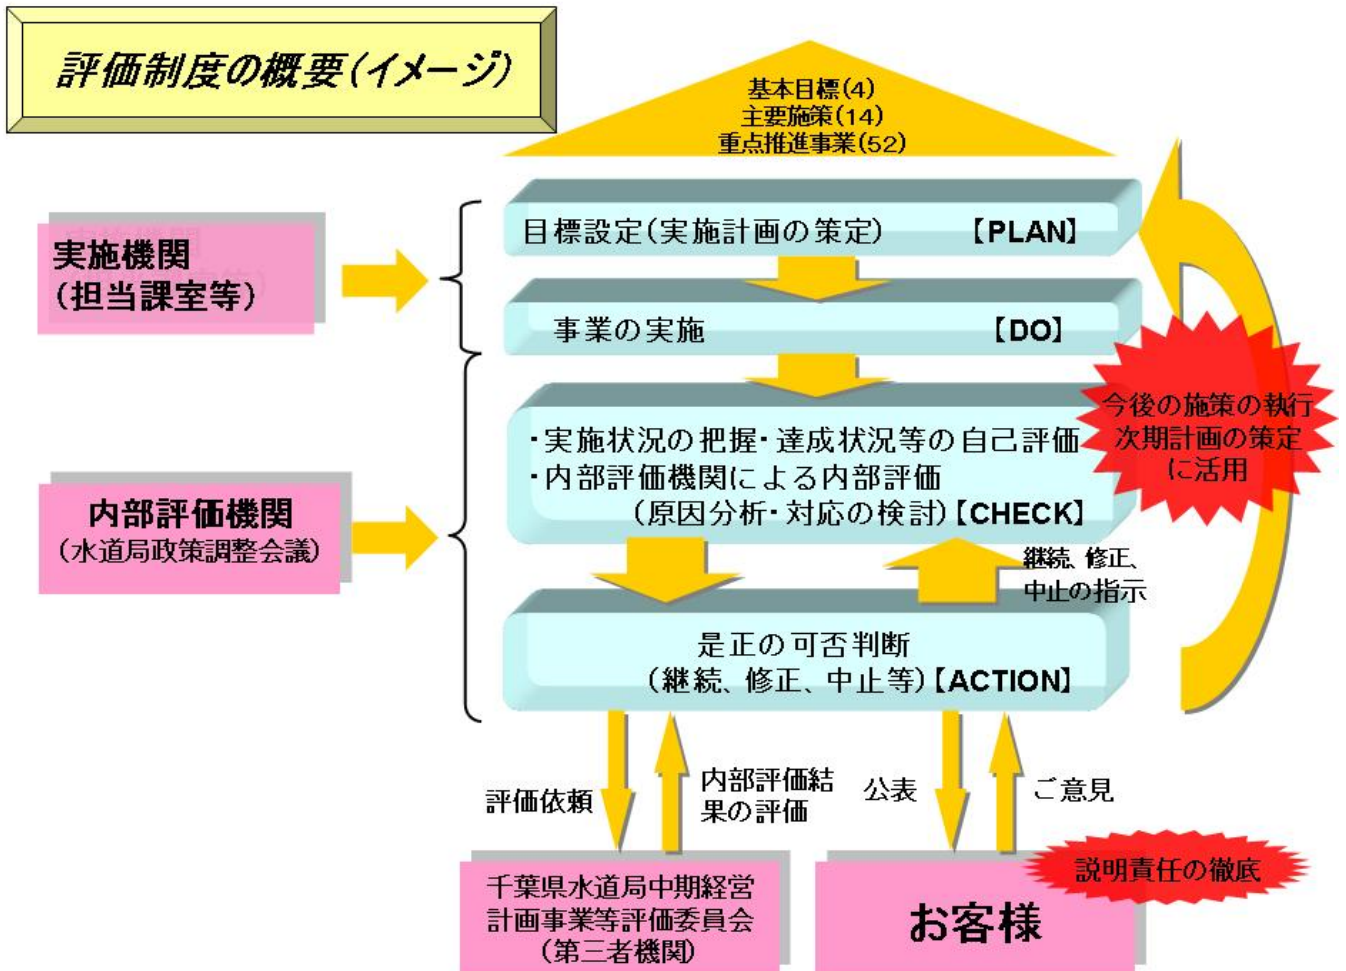 評価制度の概要(イメージ)
基本目標(4)
主要施策(14)
重点推進事業(52)
実施機関
(担当課室等)
目標設定(実施計画の策定) 【PLAN】
事業の実施 【DO】
・実施状況の把握・達成状況等の自己評価
・内部評価機関による内部評価
(原因分析・対応の検討)【CHECK】
今後の施策の執行
次期計画の策定
に活用
内部評価機関
(水道局政策調整会議)
継続、修正、
中止の指示
是正の可否判断
(継続、修正、中止等)【ACTION】
評価依頼
内部評価結
果の評価
公表
ご意見
千葉県水道局中期経営
計画事業等評価委員会
(第三者機関)
お客様
説明責任の徹底